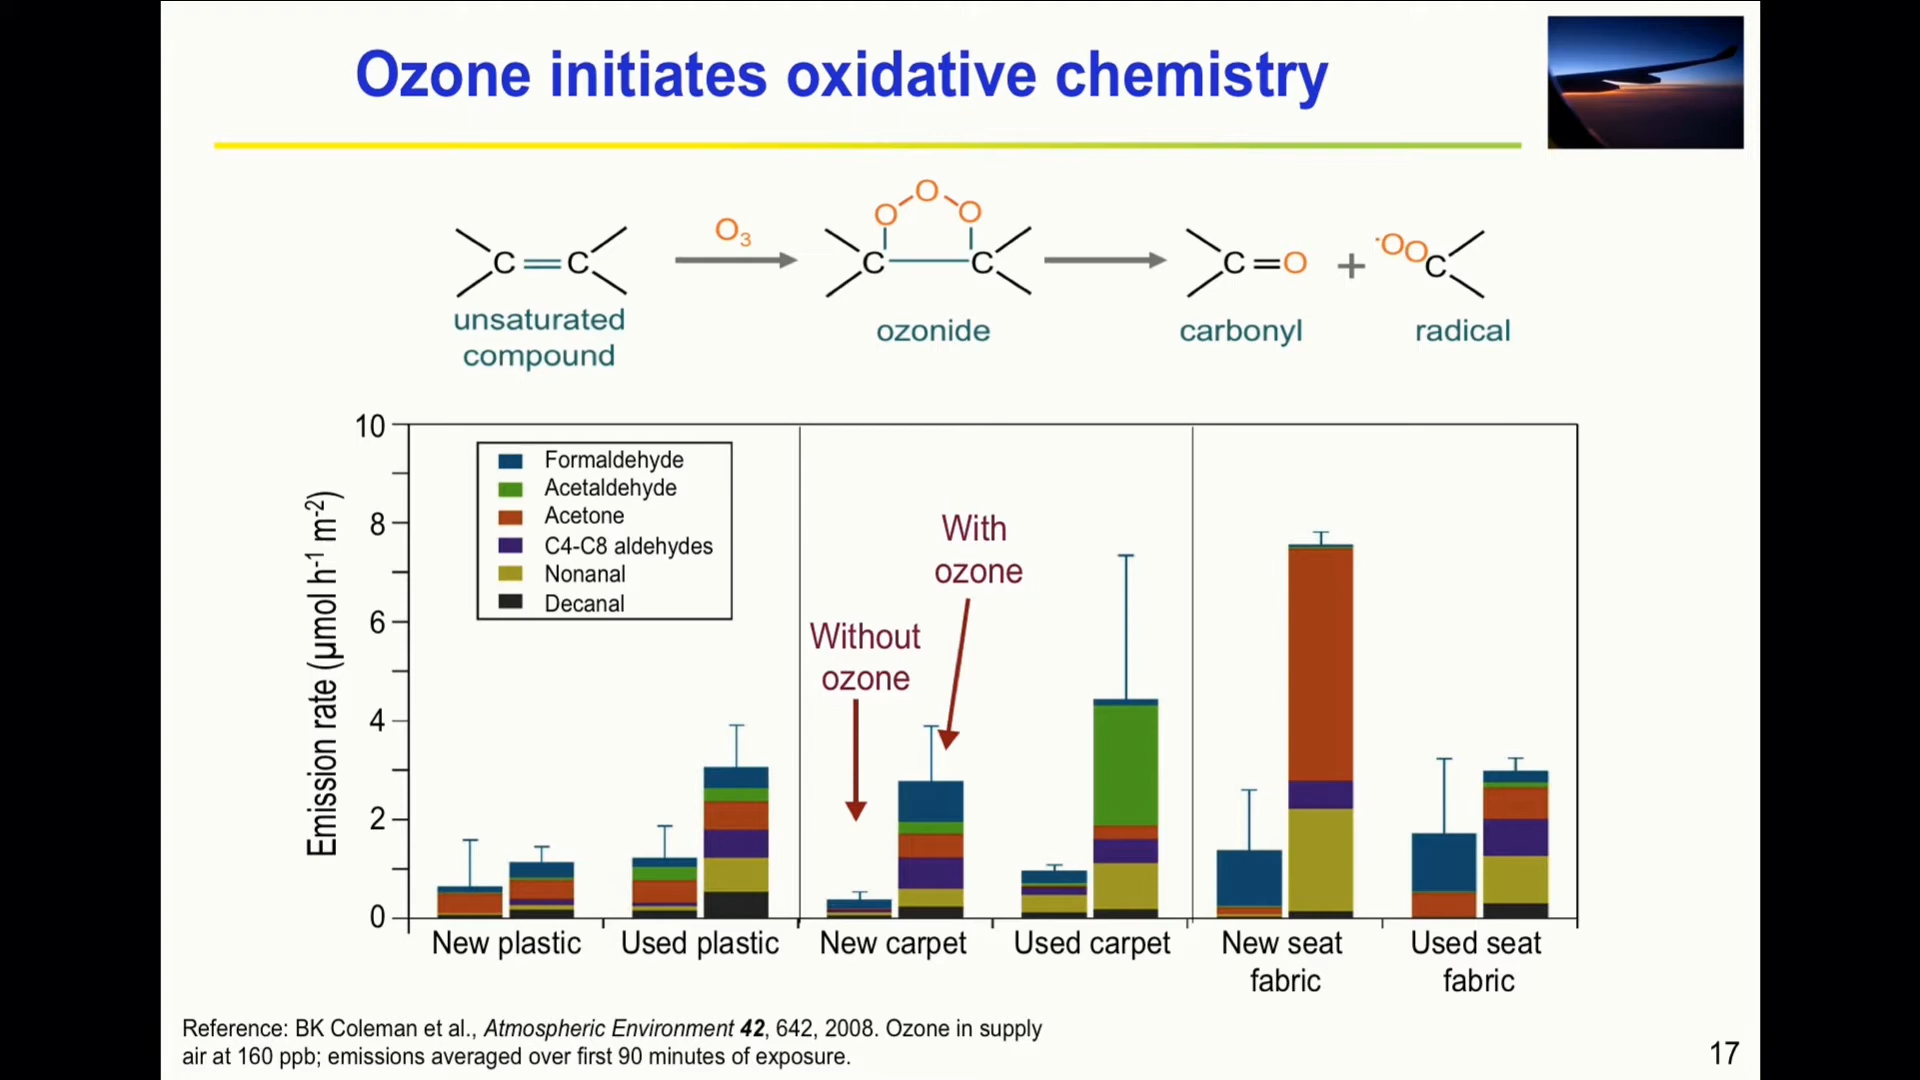 Ozone initiates oxidative chemistry
O
O O
O₃
C=C
C C
C=O + ·OOC
unsaturated
compound
ozonide
carbonyl
radical
10
8
6
4
2
0
Emission rate (µmol h⁻¹ m⁻²)
Formaldehyde
Acetaldehyde
Acetone
C4-C8 aldehydes
Nonanal
Decanal
With
ozone
Without
ozone
New plastic
Used plastic
New carpet
Used carpet
New seat
fabric
Used seat
fabric
Reference: BK Coleman et al., Atmospheric Environment 42, 642, 2008. Ozone in supply
air at 160 ppb; emissions averaged over first 90 minutes of exposure.
17